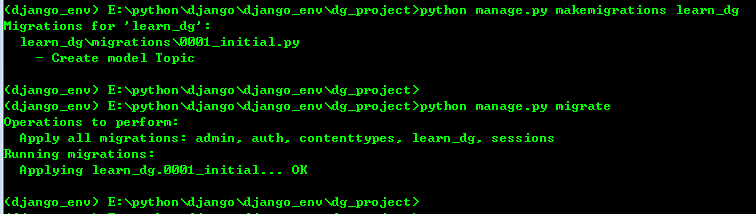 (django_env) E:\python\django\django_env\dg_project>python manage.py makemigrations learn_dg
Migrations for 'learn_dg':
  learn_dg\migrations\0001_initial.py
    - Create model Topic
(django_env) E:\python\django\django_env\dg_project>
(django_env) E:\python\django\django_env\dg_project>python manage.py migrate
Operations to perform:
  Apply all migrations: admin, auth, contenttypes, learn_dg, sessions
Running migrations:
  Applying learn_dg.0001_initial... OK
(django_env) E:\python\django\django_env\dg_project>